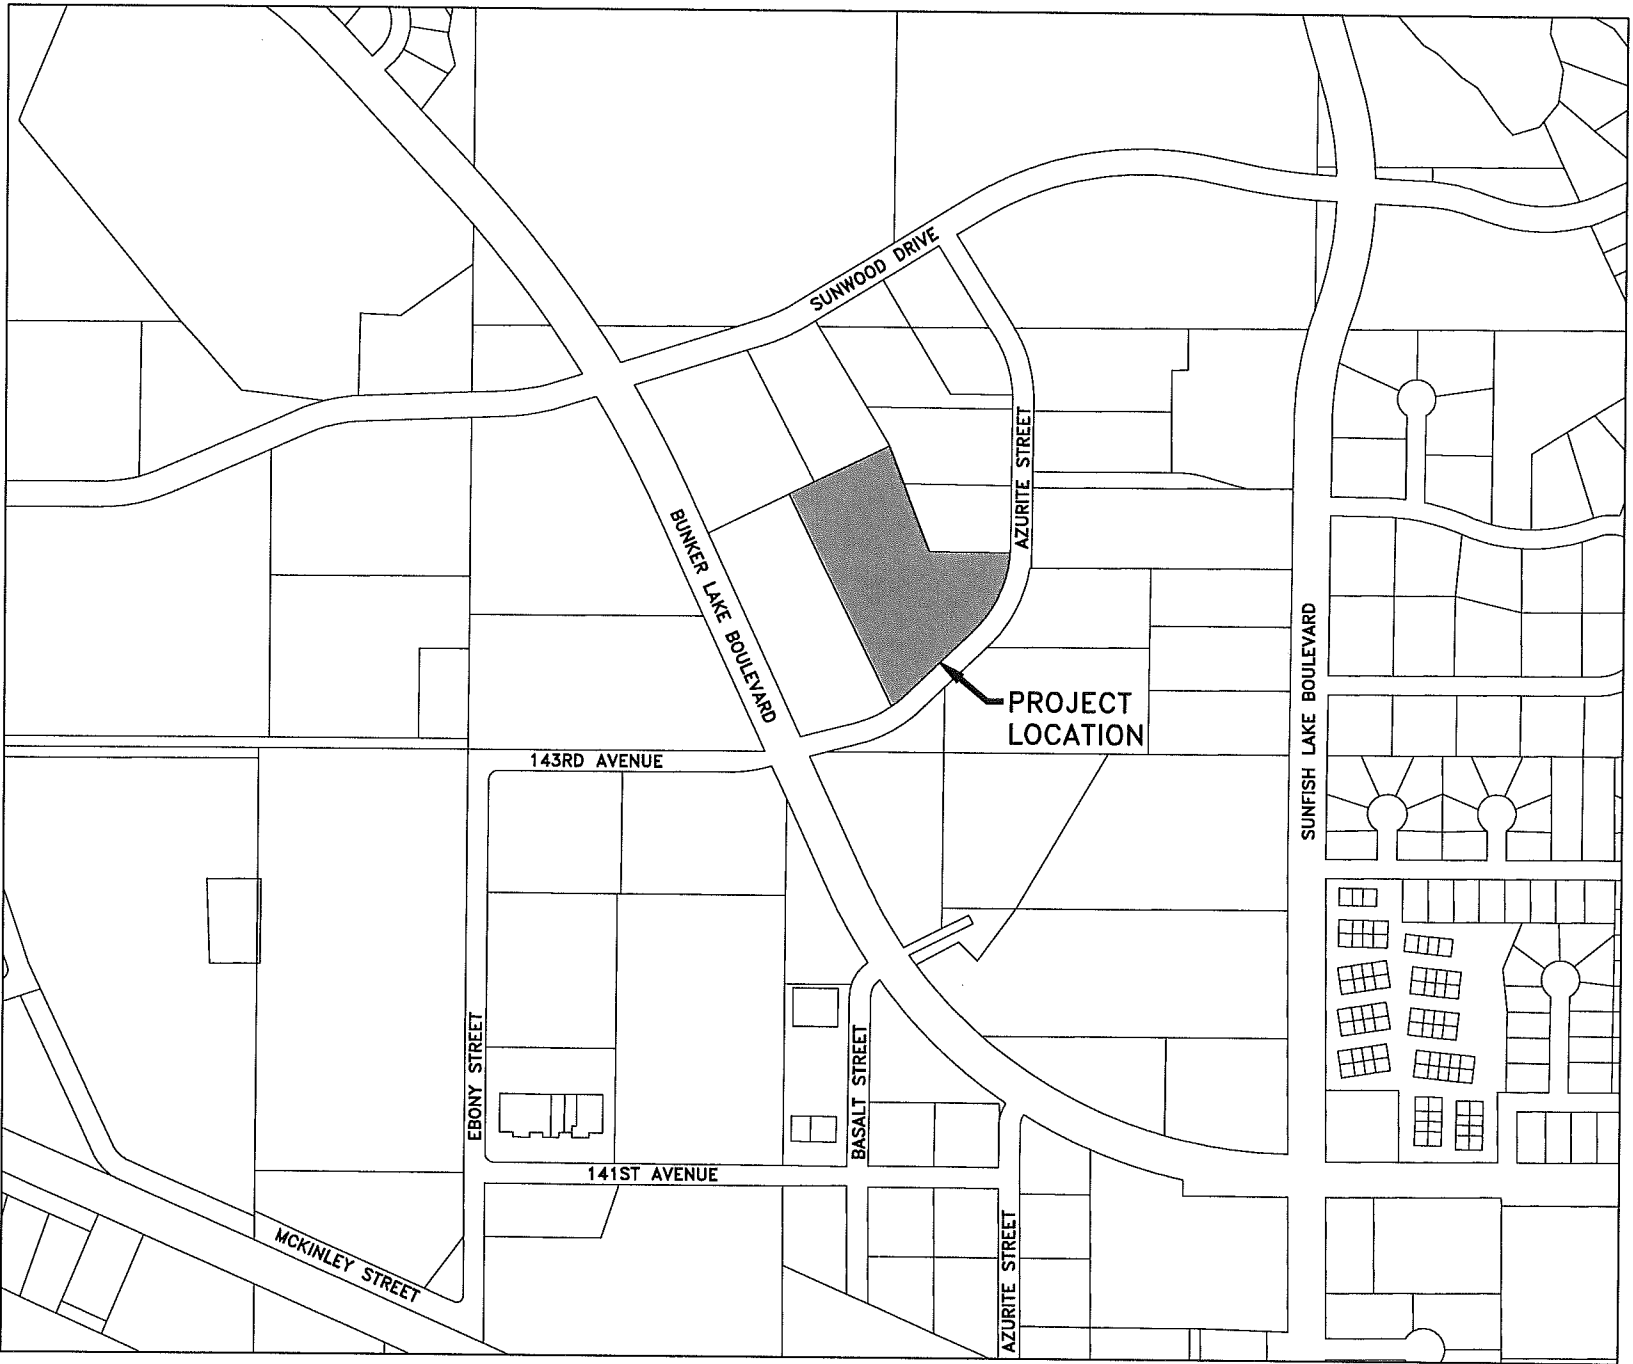 SUNWOOD DRIVE
AZURITE STREET
BUNKER LAKE BOULEVARD
SUNFISH LAKE BOULEVARD
PROJECT
LOCATION
143RD AVENUE
EBONY STREET
BASALT STREET
141ST AVENUE
MCKINLEY STREET
AZURITE STREET